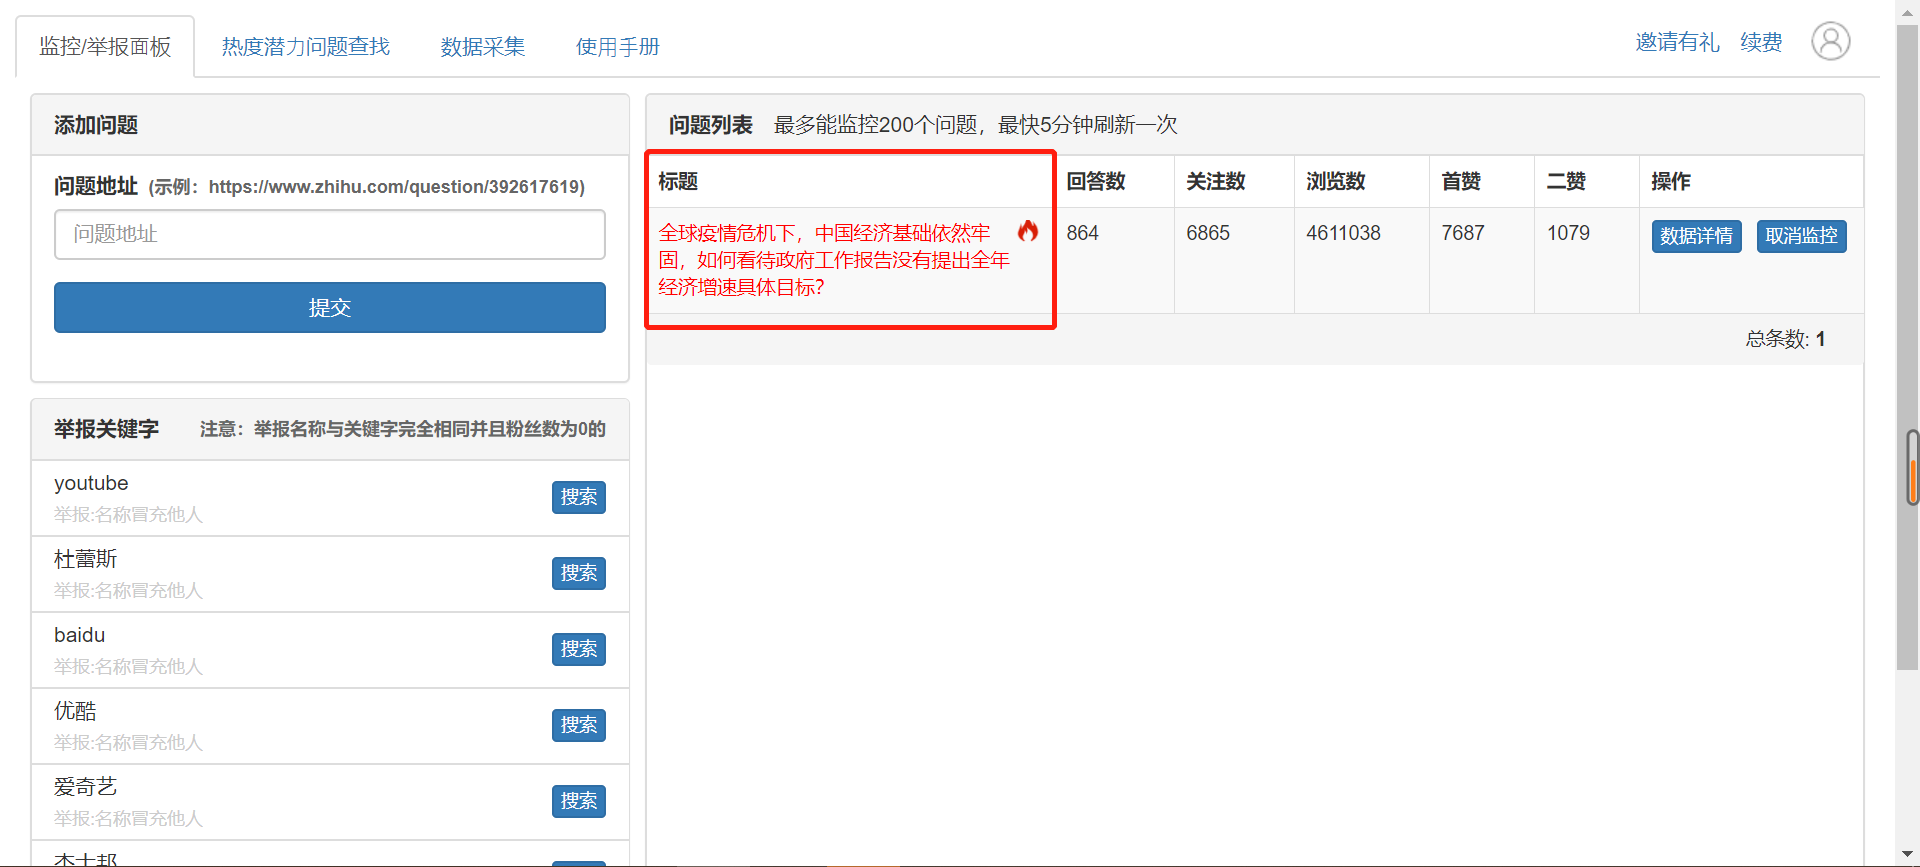 监控/举报面板
热度潜力问题查找
数据采集
使用手册
邀请有礼
续费
添加问题
问题地址 (示例：https://www.zhihu.com/question/392617619)
问题地址
提交
举报关键字 注意：举报名称与关键字完全相同并且粉丝数为0的
youtube
举报:名称冒充他人
搜索
杜蕾斯
举报:名称冒充他人
搜索
baidu
举报:名称冒充他人
搜索
优酷
举报:名称冒充他人
搜索
爱奇艺
举报:名称冒充他人
搜索
杰士邦
问题列表 最多能监控200个问题，最快5分钟刷新一次
标题 回答数 关注数 浏览数 首赞 二赞 操作
全球疫情危机下，中国经济基础依然牢
固，如何看待政府工作报告没有提出全年
经济增速具体目标？
864 6865 4611038 7687 1079 数据详情 取消监控
总条数: 1